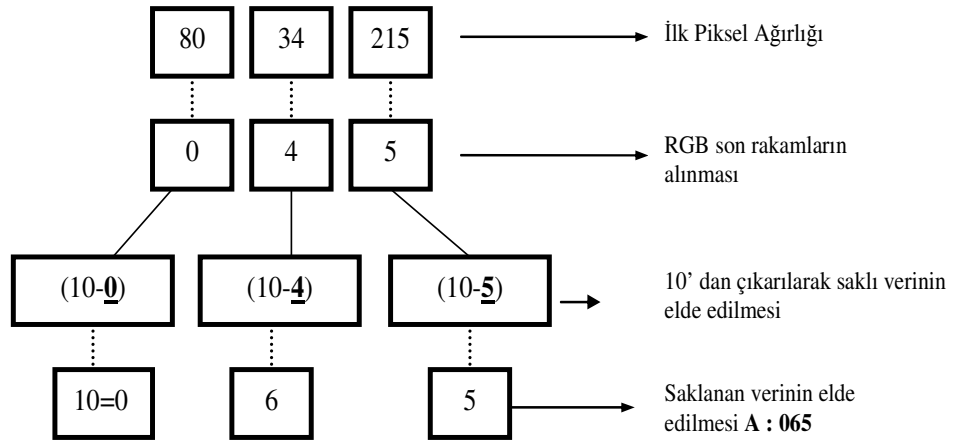 80 34 215 İlk Piksel Ağırlığı
0 4 5 RGB son rakamların
alınması
(10-0) (10-4) (10-5) 10’ dan çıkarılarak saklı verinin
elde edilmesi
10=0 6 5 Saklanan verinin elde
edilmesi A : 065